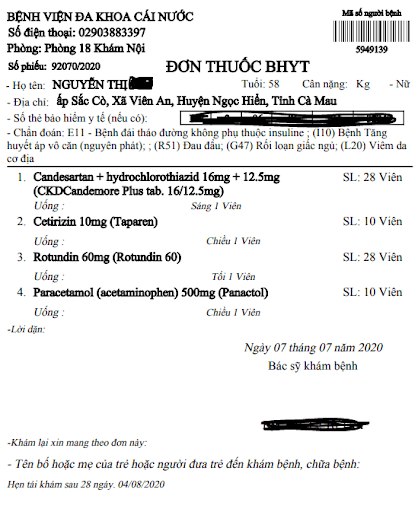 BỆNH VIỆN ĐA KHOA CÁI NƯỚC
Mã số người bệnh
Số điện thoại: 02903883397
Phòng: Phòng 18 Khám Nội
5949139
Số phiếu: 92070/2020
ĐƠN THUỐC BHYT
- Họ tên: NGUYỄN THỊ
Tuổi: 58 Cân nặng: Kg - Nữ
- Địa chỉ: ấp Sắc Cò, Xã Viên An, Huyện Ngọc Hiển, Tỉnh Cà Mau
- Số thẻ bảo hiểm y tế (nếu có):
- Chẩn đoán: E11 - Bệnh đái tháo đường không phụ thuộc insuline ; (I10) Bệnh Tăng
huyết áp vô căn (nguyên phát); ; (R51) Đau đầu; (G47) Rối loạn giấc ngủ; (L20) Viêm da
cơ địa
1. Candesartan + hydrochlorothiazid 16mg + 12.5mg SL: 28 Viên
(CKDCandemore Plus tab. 16/12.5mg)
Uống : Sáng 1 Viên
2. Cetirizin 10mg (Taparen) SL: 10 Viên
Uống : Chiều 1 Viên
3. Rotundin 60mg (Rotundin 60) SL: 28 Viên
Uống : Tối 1 Viên
4. Paracetamol (acetaminophen) 500mg (Panactol) SL: 10 Viên
Uống : Chiều 1 Viên
-Lời dặn:
Ngày 07 tháng 07 năm 2020
Bác sỹ khám bệnh
-Khám lại xin mang theo đơn này:
- Tên bố hoặc mẹ của trẻ hoặc người đưa trẻ đến khám bệnh, chữa bệnh:
Hẹn tái khám sau 28 ngày. 04/08/2020